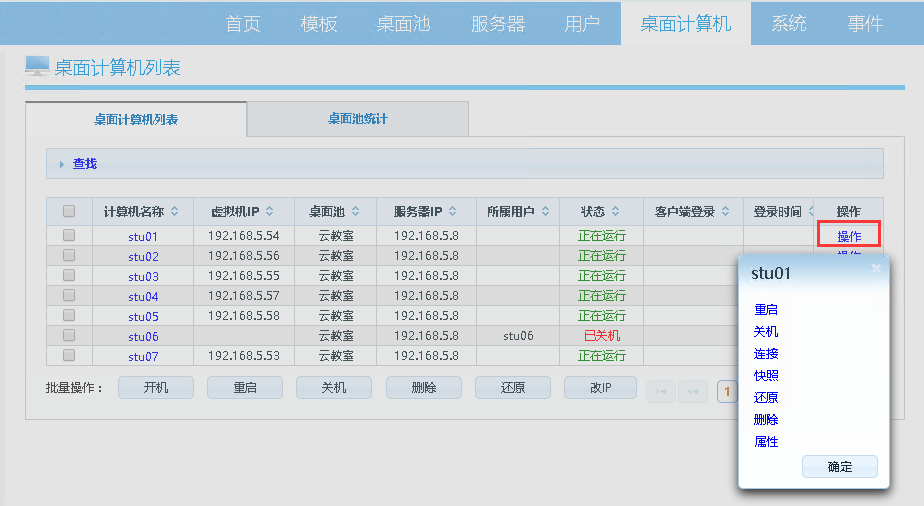 首页 模板 桌面池 服务器 用户 桌面计算机 系统 事件
桌面计算机列表
桌面计算机列表 桌面池统计
查找
计算机名称 虚拟机IP 桌面池 服务器IP 所属用户 状态 客户端登录 登录时间 操作
stu01 192.168.5.54 云教室 192.168.5.8 正在运行 操作
stu02 192.168.5.56 云教室 192.168.5.8 正在运行
stu03 192.168.5.55 云教室 192.168.5.8 正在运行
stu04 192.168.5.57 云教室 192.168.5.8 正在运行
stu05 192.168.5.58 云教室 192.168.5.8 正在运行
stu06 云教室 192.168.5.8 stu06 已关机
stu07 192.168.5.53 云教室 192.168.5.8 正在运行
批量操作： 开机 重启 关机 删除 还原 改IP 1
stu01
重启
关机
连接
快照
还原
删除
属性
确定